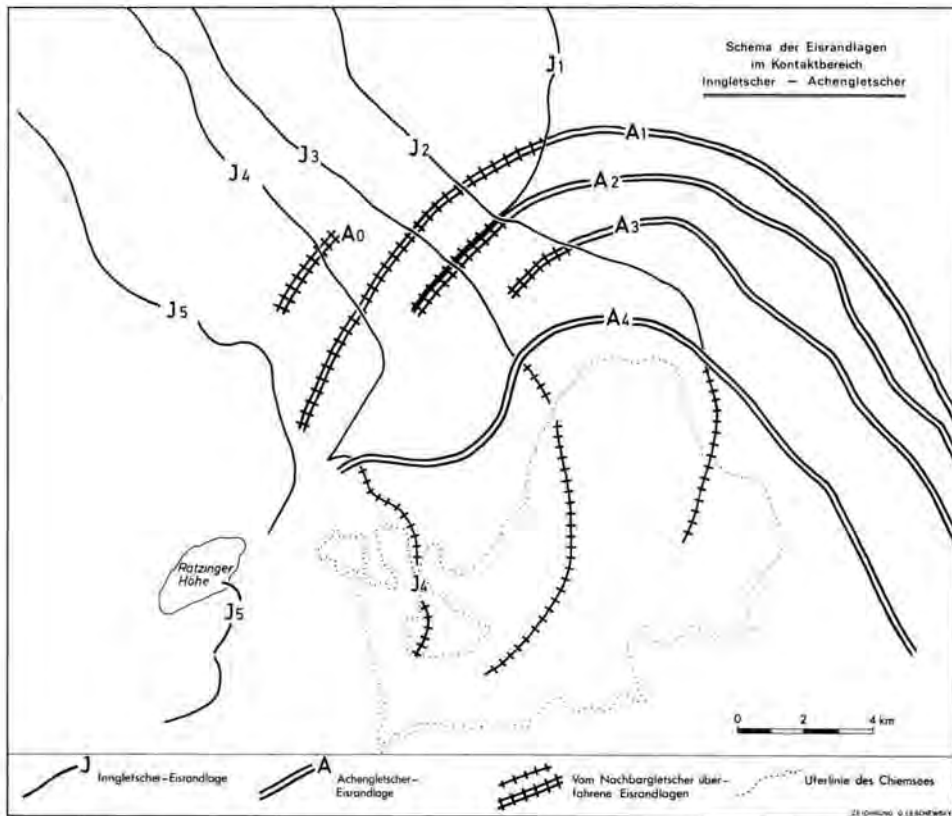 Schema der Eisrandlagen
im Kontaktbereich
Inngletscher – Achengletscher
J1
A1
J2
J3
A2
J4
A3
A0
J5
A4
Ratzinger
Höhe
J4
J5
0 2 4 km
J
Inngletscher-Eisrandlage
A
Achengletscher-
Eisrandlage
Vom Nachbargletscher über-
fahrene Eisrandlagen
Uferlinie des Chiemsees